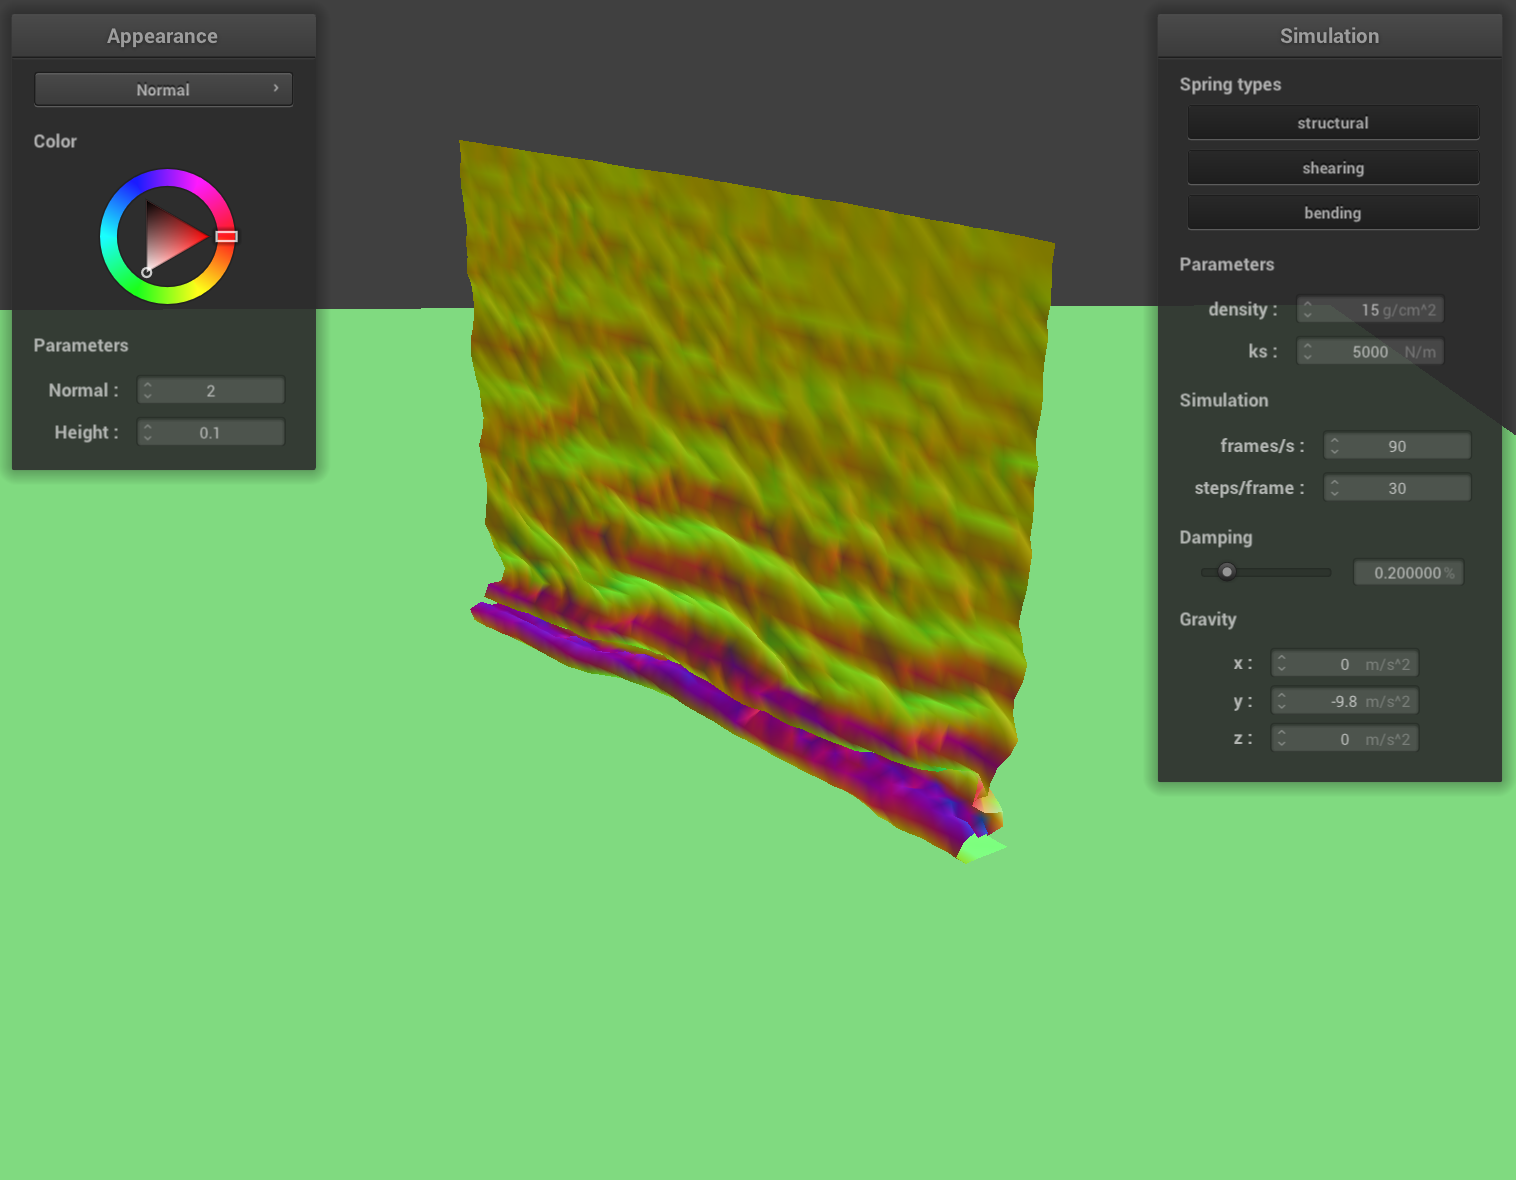 Appearance
Normal
Color
Parameters
Normal : 2
Height : 0.1
Simulation
Spring types
structural
shearing
bending
Parameters
density : 15 g/cm^2
ks : 5000 N/m
Simulation
frames/s : 90
steps/frame : 30
Damping
0.200000 %
Gravity
x : 0 m/s^2
y : -9.8 m/s^2
z : 0 m/s^2